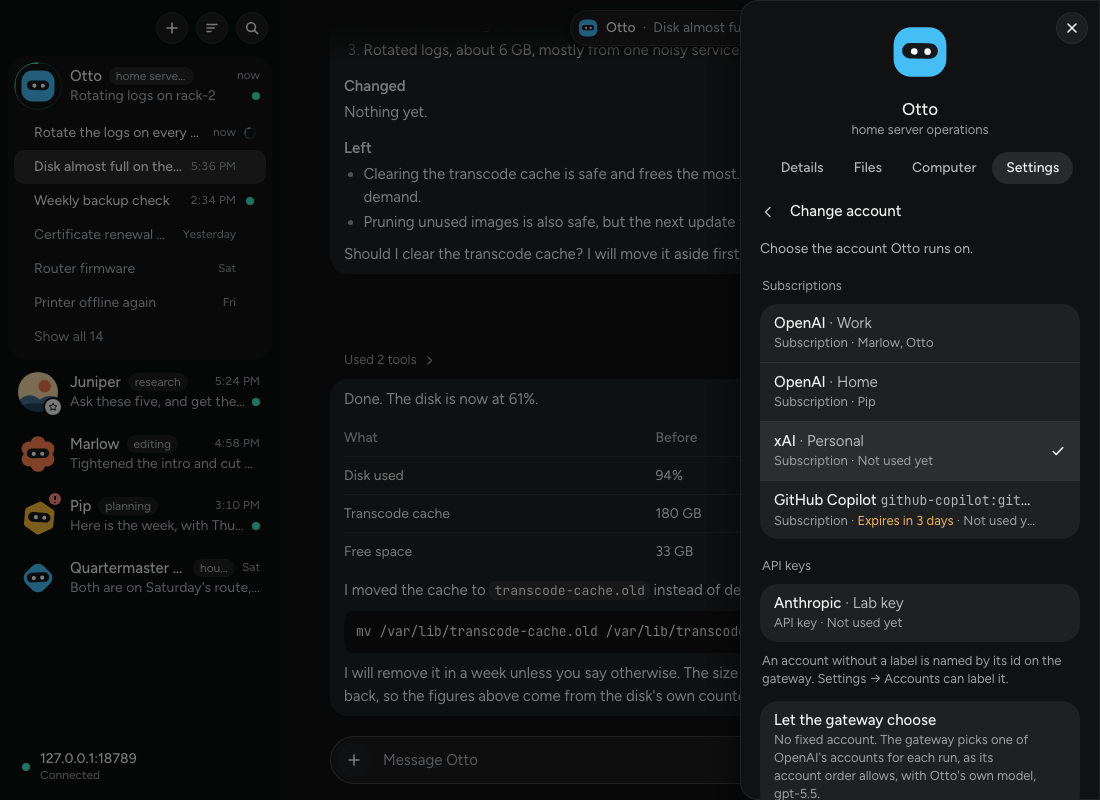 Otto
home serve...
now
Rotating logs on rack-2
Rotate the logs on every ...
now
Disk almost full on the...
5:36 PM
Weekly backup check
2:34 PM
Certificate renewal ...
Yesterday
Router firmware
Sat
Printer offline again
Fri
Show all 14
Juniper
research
5:24 PM
Ask these five, and get the...
Marlow
editing
4:58 PM
Tightened the intro and cut ...
Pip
planning
3:10 PM
Here is the week, with Thu...
Quartermaster ...
hou...
Sat
Both are on Saturday's route,...
127.0.0.1:18789
Connected
Otto · Disk almost fu
3. Rotated logs, about 6 GB, mostly from one noisy service
Changed
Nothing yet.
Left
Clearing the transcode cache is safe and frees the most.
demand.
Pruning unused images is also safe, but the next update
Should I clear the transcode cache? I will move it aside first
Used 2 tools
Done. The disk is now at 61%.
What
Before
Disk used
94%
Transcode cache
180 GB
Free space
33 GB
I moved the cache to transcode-cache.old instead of de
mv /var/lib/transcode-cache.old /var/lib/transcod
I will remove it in a week unless you say otherwise. The size
back, so the figures above come from the disk's own count
Message Otto
Otto
home server operations
Details
Files
Computer
Settings
Change account
Choose the account Otto runs on.
Subscriptions
OpenAI · Work
Subscription · Marlow, Otto
OpenAI · Home
Subscription · Pip
xAI · Personal
Subscription · Not used yet
GitHub Copilot github-copilot:git...
Subscription · Expires in 3 days · Not used y...
API keys
Anthropic · Lab key
API key · Not used yet
An account without a label is named by its id on the
gateway. Settings → Accounts can label it.
Let the gateway choose
No fixed account. The gateway picks one of
OpenAI's accounts for each run, as its
account order allows, with Otto's own model,
gpt-5.5.